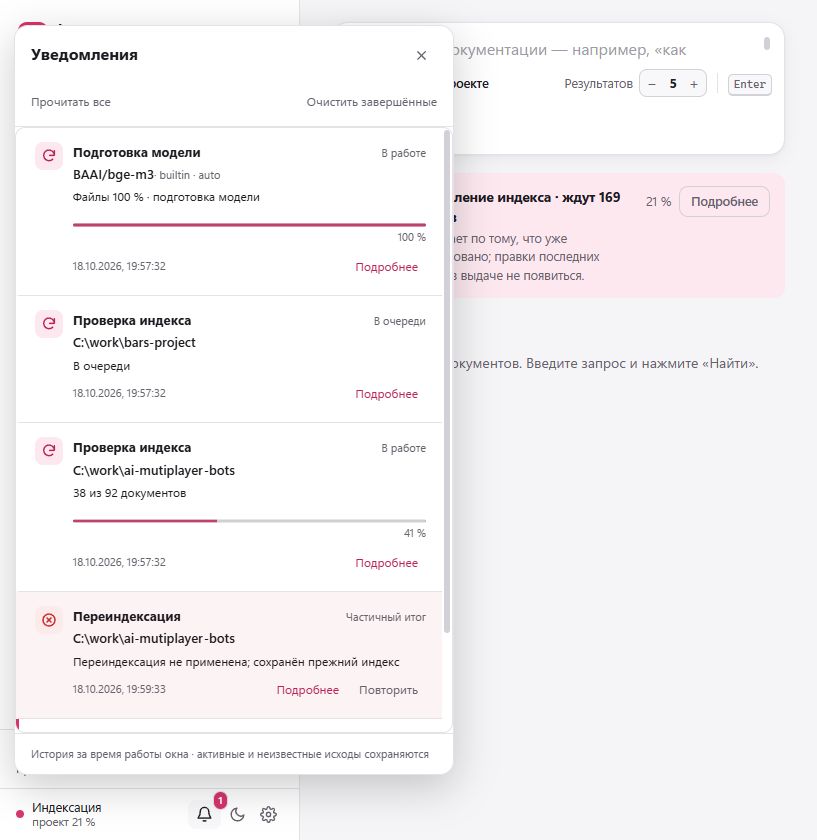 Уведомления
Прочитать все
Очистить завершённые
Подготовка модели
В работе
BAAI/bge-m3 · builtin · auto
Файлы 100 % · подготовка модели
100 %
18.10.2026, 19:57:32
Подробнее
Проверка индекса
В очереди
C:\work\bars-project
В очереди
18.10.2026, 19:57:32
Подробнее
Проверка индекса
В работе
C:\work\ai-mutiplayer-bots
38 из 92 документов
41 %
18.10.2026, 19:57:32
Подробнее
Переиндексация
Частичный итог
C:\work\ai-mutiplayer-bots
Переиндексация не применена; сохранён прежний индекс
18.10.2026, 19:59:33
Подробнее
Повторить
История за время работы окна · активные и неизвестные исходы сохраняются
Индексация
проект 21 %
1
окументации — например, «как
роекте
Результатов
− 5 +
Enter
ление индекса · ждут 169
в
21 %
Подробнее
ает по тому, что уже
овано; правки последних
в выдаче не появиться.
окументов. Введите запрос и нажмите «Найти».